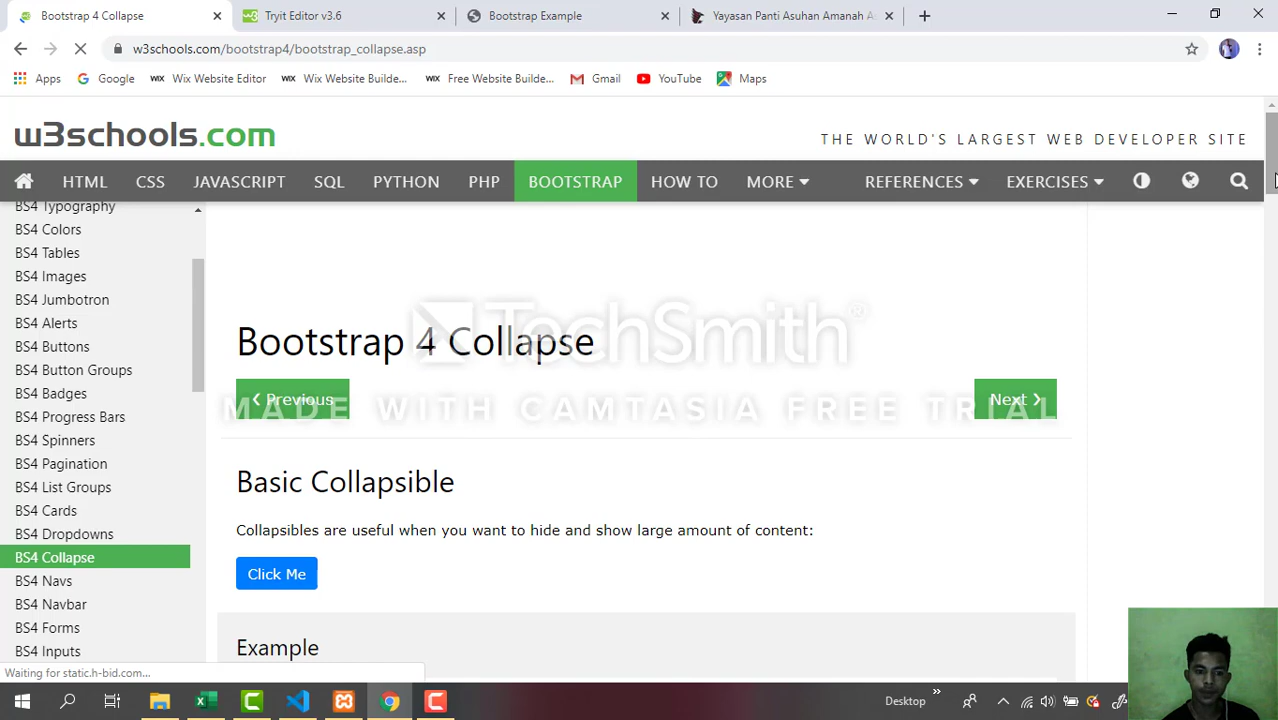 Bootstrap 4 Collapse
Tryit Editor v3.6
Bootstrap Example
Yayasan Panti Asuhan Amanah
w3schools.com/bootstrap4/bootstrap_collapse.asp
Apps
Google
Wix Website Editor
Wix Website Builde...
Free Website Builde...
Gmail
YouTube
Maps
w3schools.com
THE WORLD'S LARGEST WEB DEVELOPER SITE
HTML CSS JAVASCRIPT SQL PYTHON PHP BOOTSTRAP HOW TO MORE REFERENCES EXERCISES
BS4 Typography
BS4 Colors
BS4 Tables
BS4 Images
BS4 Jumbotron
BS4 Alerts
BS4 Buttons
BS4 Button Groups
BS4 Badges
BS4 Progress Bars
BS4 Spinners
BS4 Pagination
BS4 List Groups
BS4 Cards
BS4 Dropdowns
BS4 Collapse
BS4 Navs
BS4 Navbar
BS4 Forms
BS4 Inputs
TechSmith®
MADE WITH CAMTASIA FREE TRIAL
Bootstrap 4 Collapse
❮ Previous
Next ❯
Basic Collapsible
Collapsibles are useful when you want to hide and show large amount of content:
Click Me
Example
Waiting for static.h-bid.com...
Desktop